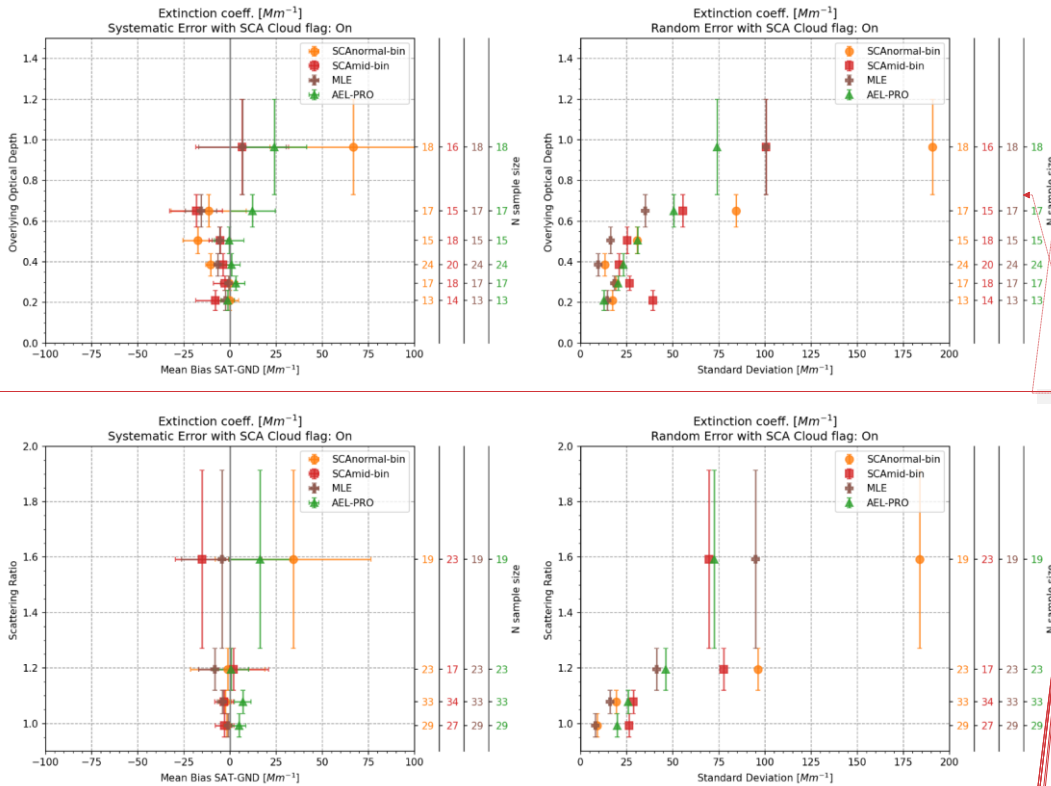 Extinction coeff. [Mm⁻¹]
Systematic Error with SCA Cloud flag: On
SCAnormal-bin
SCAmid-bin
MLE
AEL-PRO
1.4
1.2
1.0
0.8
0.6
0.4
0.2
0.0
Overlying Optical Depth
18 16 18 18
17 15 17 17
15 18 15 15
24 20 24 24
17 18 17 17
13 14 13 13
N sample size
−100 −75 −50 −25 0 25 50 75 100
Mean Bias SAT-GND [Mm⁻¹]
Extinction coeff. [Mm⁻¹]
Random Error with SCA Cloud flag: On
SCAnormal-bin
SCAmid-bin
MLE
AEL-PRO
1.4
1.2
1.0
0.8
0.6
0.4
0.2
0.0
Overlying Optical Depth
18 16 18 18
17 15 17 17
15 18 15 15
24 20 24 24
17 18 17 17
13 14 13 13
N sample size
0 25 50 75 100 125 150 175 200
Standard Deviation [Mm⁻¹]
Extinction coeff. [Mm⁻¹]
Systematic Error with SCA Cloud flag: On
SCAnormal-bin
SCAmid-bin
MLE
AEL-PRO
2.0
1.8
1.6
1.4
1.2
1.0
Scattering Ratio
19 23 19 19
23 17 23 23
33 34 33 33
29 27 29 29
N sample size
−100 −75 −50 −25 0 25 50 75 100
Mean Bias SAT-GND [Mm⁻¹]
Extinction coeff. [Mm⁻¹]
Random Error with SCA Cloud flag: On
SCAnormal-bin
SCAmid-bin
MLE
AEL-PRO
2.0
1.8
1.6
1.4
1.2
1.0
Scattering Ratio
19 23 19 19
23 17 23 23
33 34 33 33
29 27 29 29
N sample size
0 25 50 75 100 125 150 175 200
Standard Deviation [Mm⁻¹]